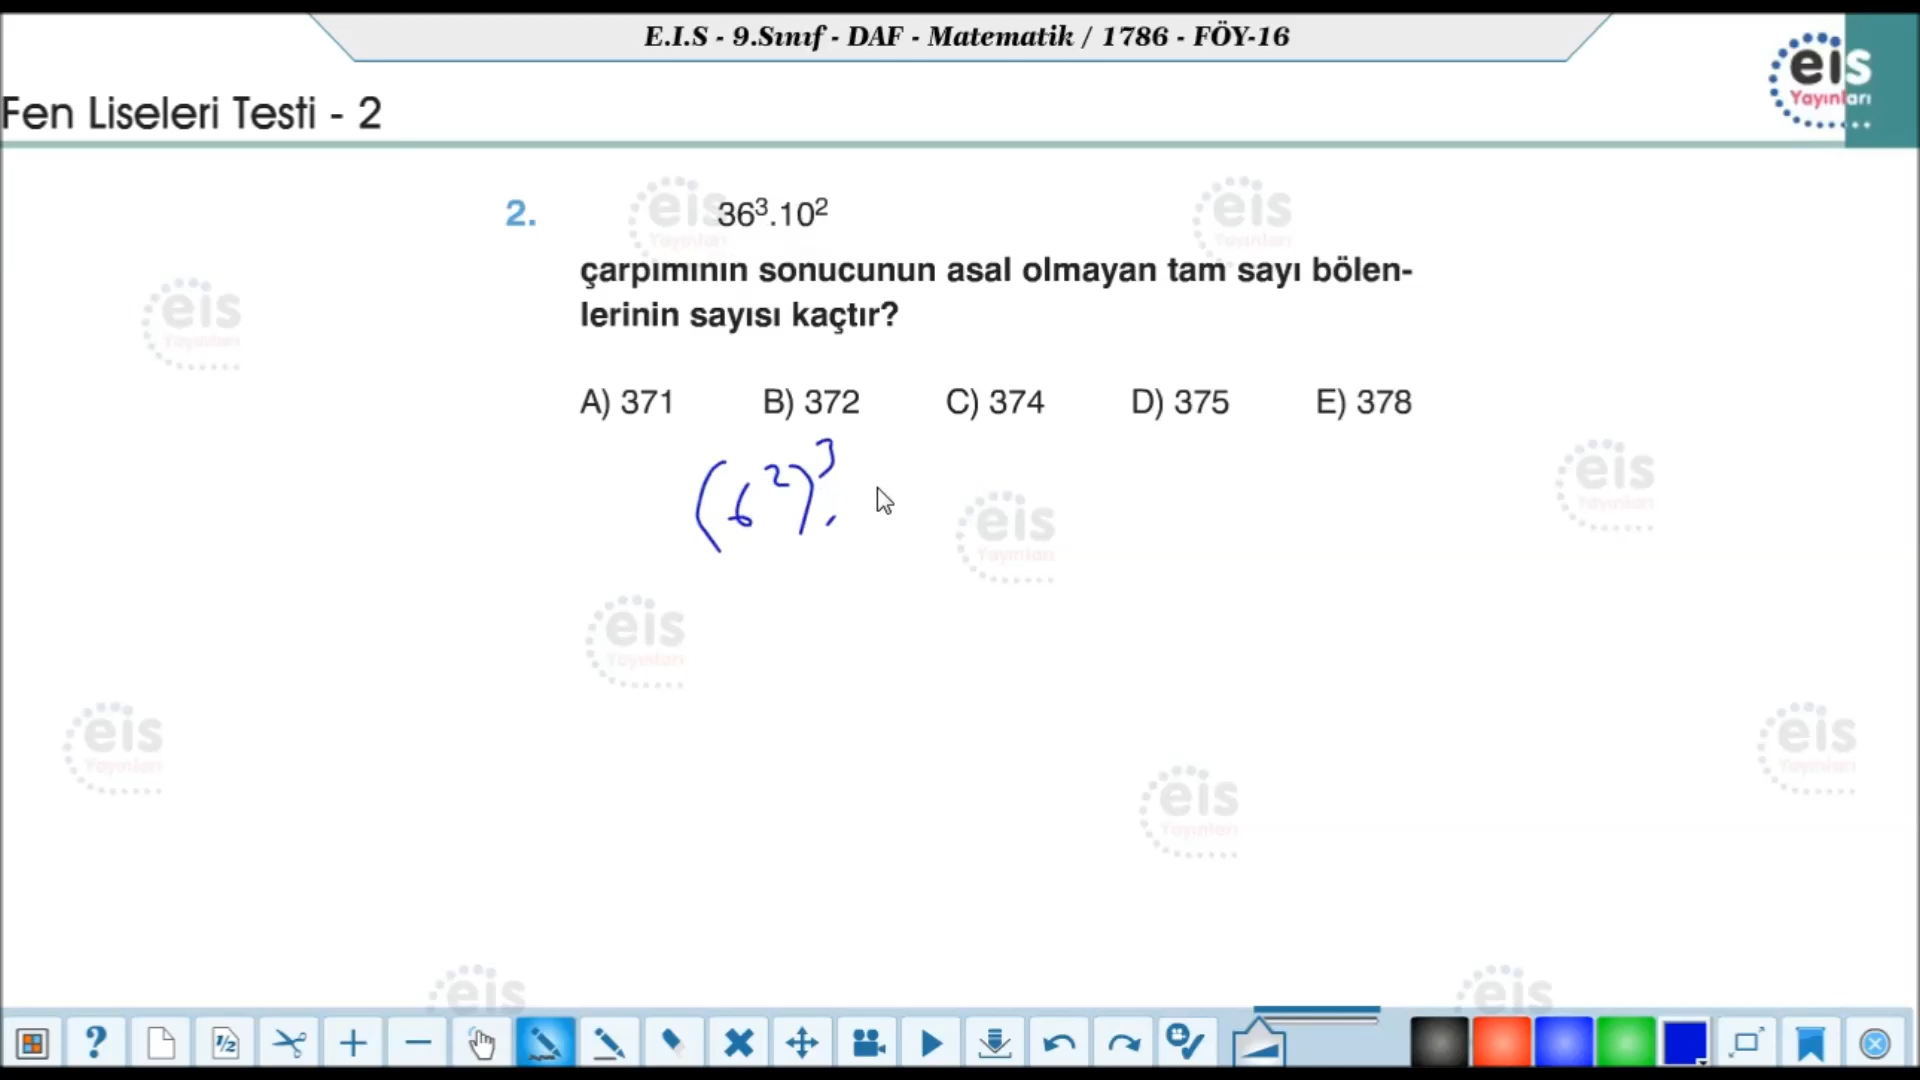 E.I.S - 9.Sınıf - DAF - Matematik / 1786 - FÖY-16
eis
Yayınları
Fen Liseleri Testi - 2
2. 36³.10²
çarpımının sonucunun asal olmayan tam sayı bölen-
lerinin sayısı kaçtır?
A) 371 B) 372 C) 374 D) 375 E) 378
(6²)³.